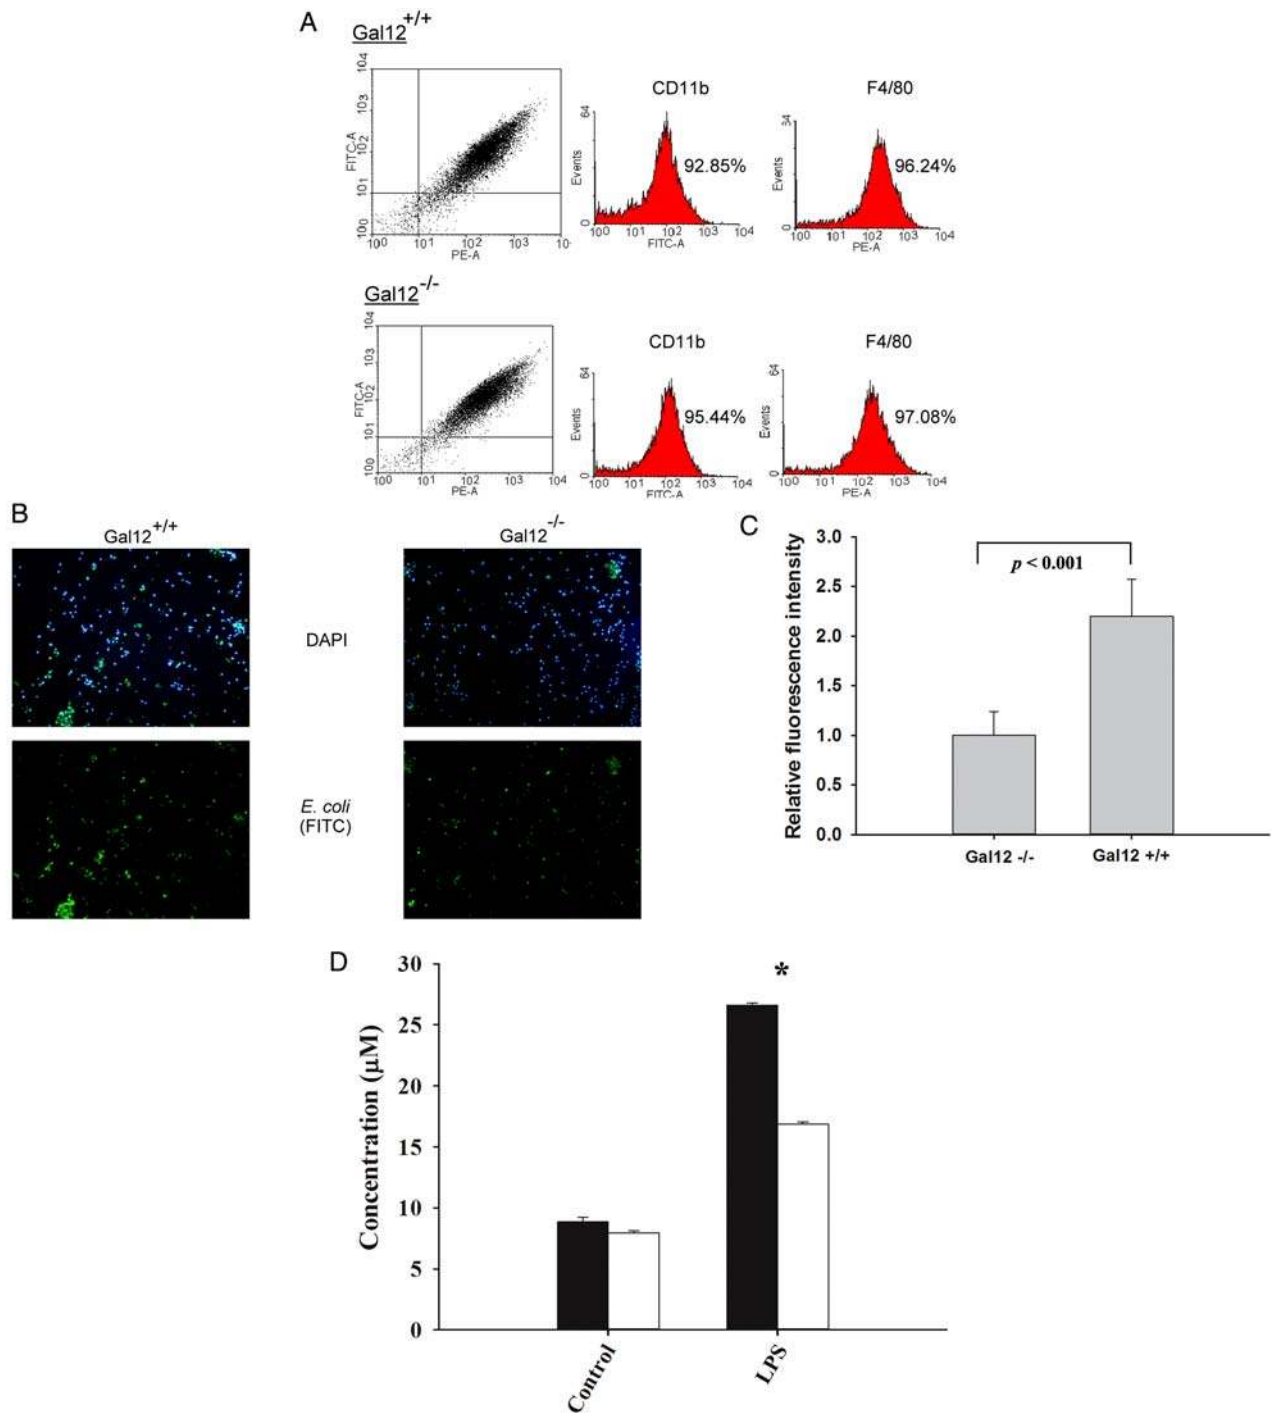 A
Gal12+/+
104
103
102
101
100
FITC-A
100 101 102 103 10-
PE-A
CD11b
64
Events
0
92.85%
100 101 102 103 104
FITC-A
F4/80
Events
0
96.24%
100 101 102 103 104
PE-A
Gal12-/-
104
103
102
101
100
FITC-A
100 101 102 103 104
PE-A
CD11b
64
Events
0
95.44%
100 101 102 103 104
FITC-A
F4/80
64
Events
0
97.08%
100 101 102 103 104
PE-A
B
Gal12+/+
Gal12-/-
DAPI
E. coli
(FITC)
C
Relative fluorescence intensity
3.0
2.5
2.0
1.5
1.0
0.5
0.0
p < 0.001
Gal12 -/-
Gal12 +/+
D
Concentration (µM)
30
25
20
15
10
5
0
*
Control
LPS